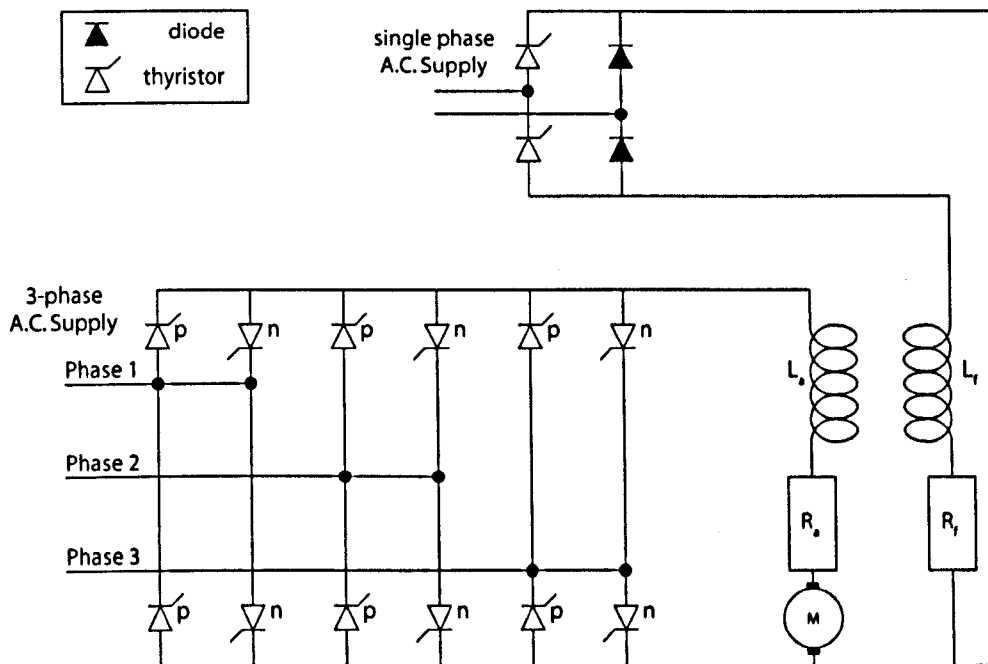 diode
thyristor
single phase
A.C. Supply
3-phase
A.C. Supply
p n p n p n
Phase 1
Phase 2
Phase 3
p n p n p n
La
Lf
Ra
Rf
M